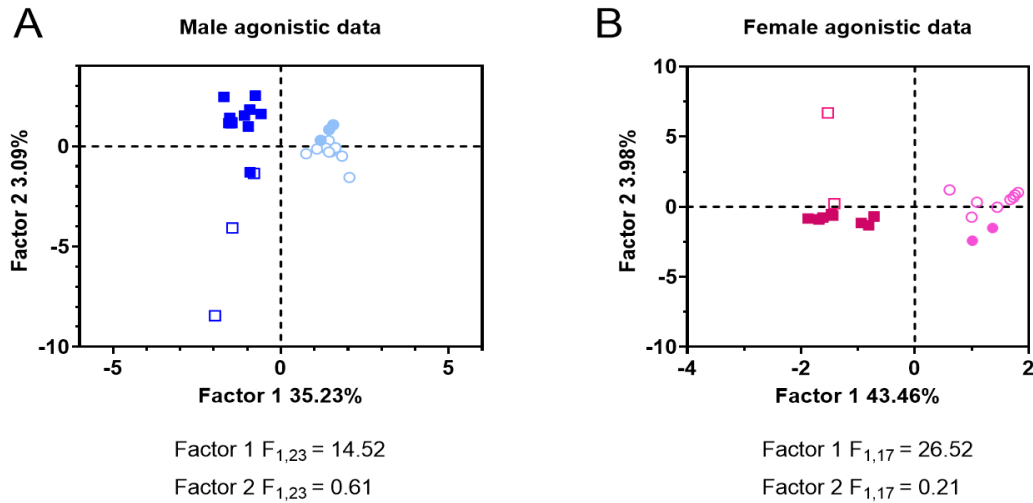 A
Male agonistic data
Factor 2 3.09%
0
-5
-10
-5
0
5
Factor 1 35.23%
Factor 1 F1,23 = 14.52
Factor 2 F1,23 = 0.61
B
Female agonistic data
Factor 2 3.98%
10
5
0
-5
-10
-4
-2
0
2
Factor 1 43.46%
Factor 1 F1,17 = 26.52
Factor 2 F1,17 = 0.21